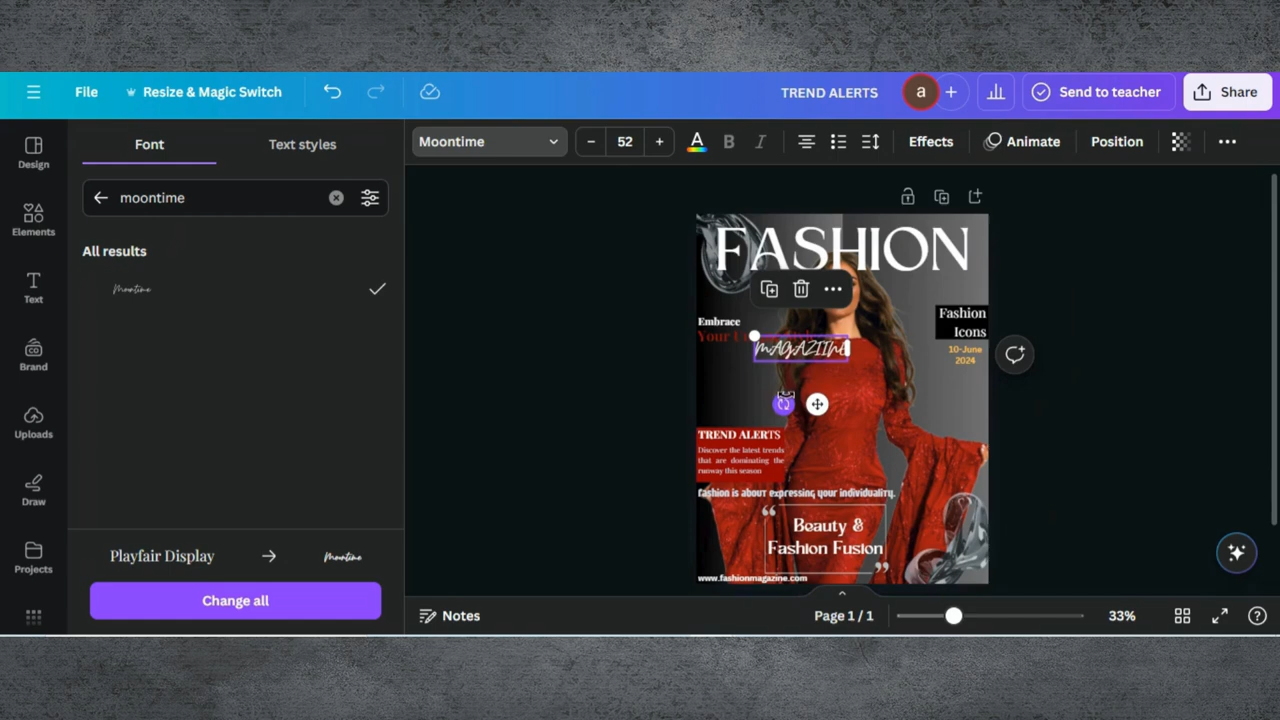 File
Resize & Magic Switch
TREND ALERTS
a
Send to teacher
Share
Design
Elements
Text
Brand
Uploads
Draw
Projects
Font
Text styles
moontime
All results
Moontime
Playfair Display
Moontime
Change all
Moontime
52
A
B
I
Effects
Animate
Position
FASHION
Embrace
Your
MAGAZIINE
Fashion
Icons
10-June
2024
TREND ALERTS
Discover the latest trends
that are dominating the
runway this season
fashion is about expressing your individuality.
“
Beauty &
Fashion Fusion
”
www.fashionmagazine.com
Notes
Page 1 / 1
33%